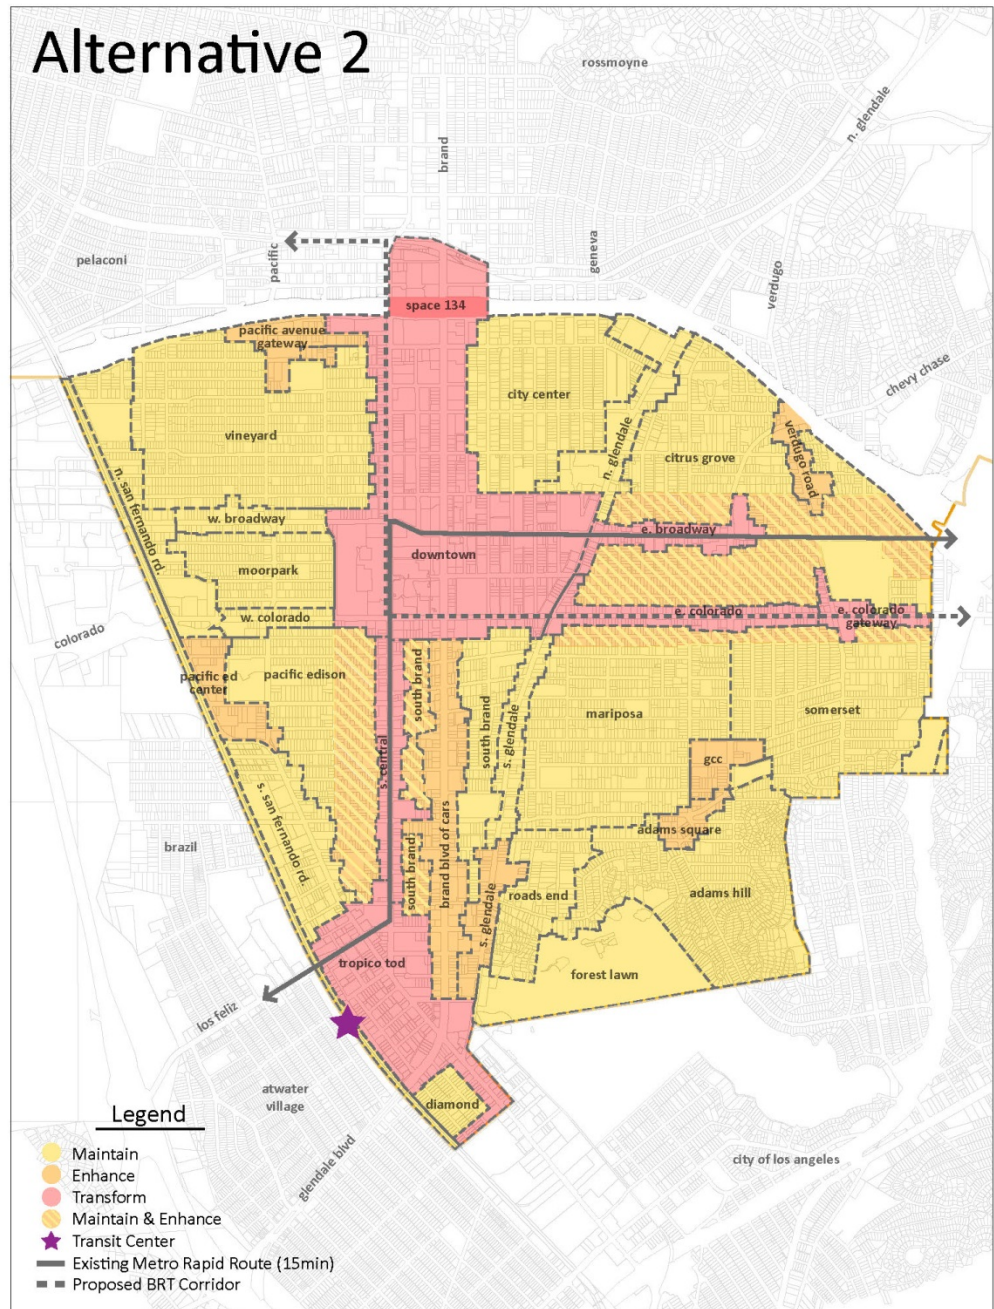 Alternative 2
rossmoyne
n. glendale
brand
pelaconi
pacific
geneva
verdugo
space 134
pacific avenue
gateway
chevy chase
city center
vineyard
n. glendale
citrus grove
verdugo road
n. san fernando rd.
w. broadway
e. broadway
downtown
moorpark
w. colorado
e. colorado
e. colorado
gateway
colorado
pacific ed
center
pacific edison
south brand
south brand
s. glendale
mariposa
somerset
s. central
gcc
s. san fernando rd.
brand blvd of cars
adams square
brazil
south brand
s. glendale
roads end
adams hill
tropico tod
forest lawn
los feliz
atwater
village
diamond
glendale blvd
city of los angeles
Legend
Maintain
Enhance
Transform
Maintain & Enhance
Transit Center
Existing Metro Rapid Route (15min)
Proposed BRT Corridor